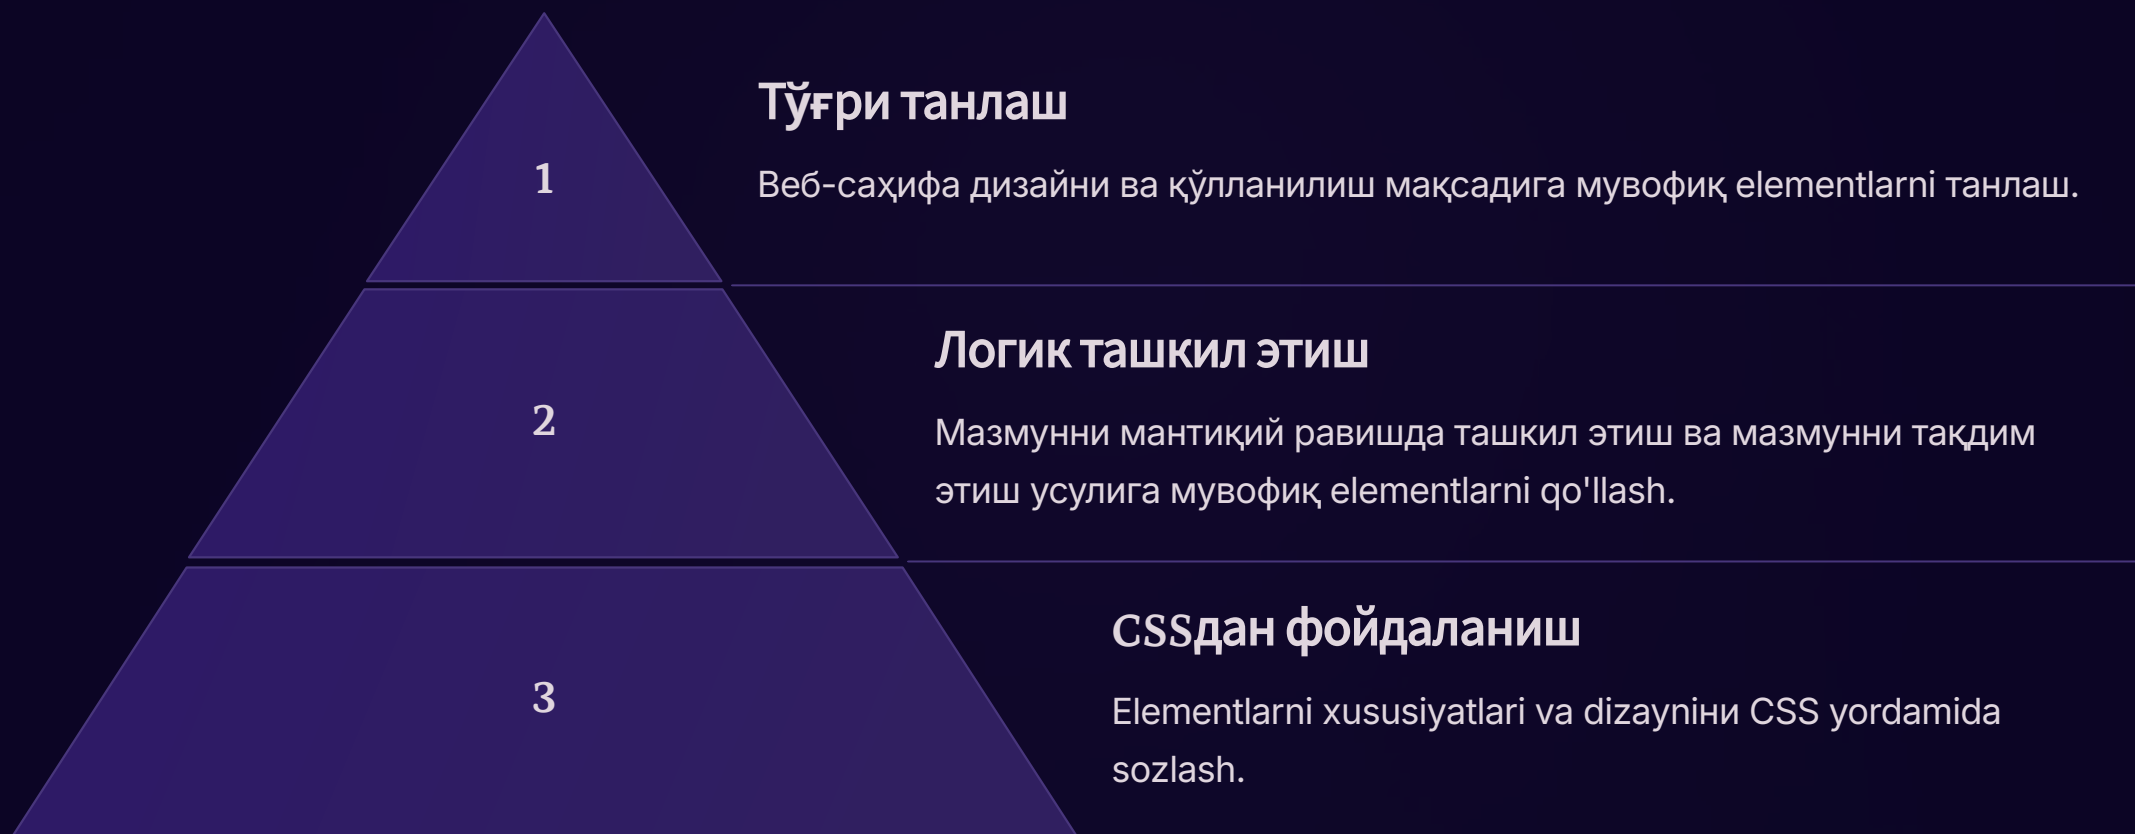 1
Тўғри танлаш
Веб-саҳифа дизайни ва қўлланилиш мақсадига мувофиқ elementlarni танлаш.
2
Логик ташкил этиш
Мазмунни мантиқий равишда ташкил этиш ва мазмунни тақдим
этиш усулига мувофиқ elementlarni qo'llash.
3
CSSдан фойдаланиш
Elementlarni xususiyatlari va dizayniни CSS yordamida
sozlash.